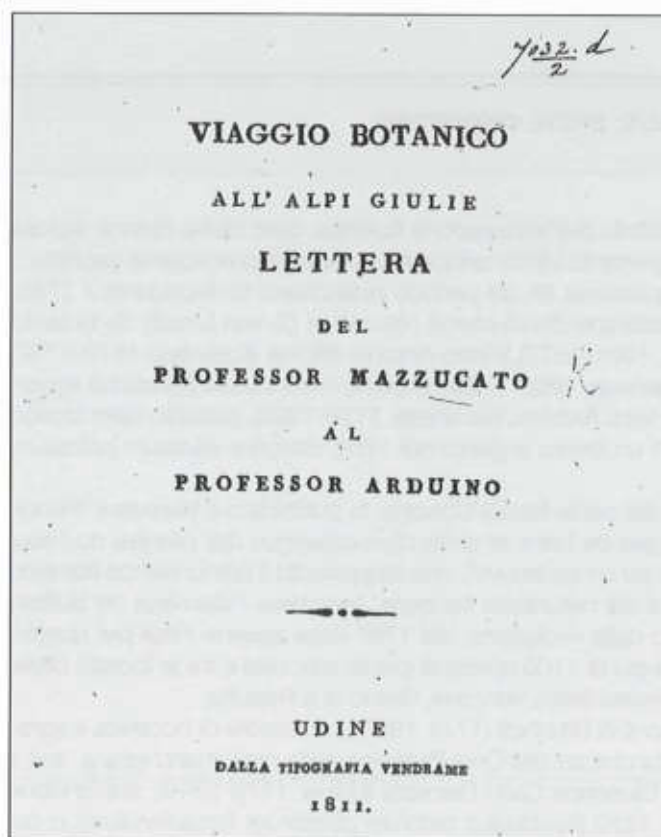 7032.d
2
VIAGGIO BOTANICO
ALL' ALPI GIULIE
LETTERA
DEL
PROFESSOR MAZZUCATO
AL
PROFESSOR ARDUINO
UDINE
DALLA TIPOGRAFIA VENDRAME
1811.